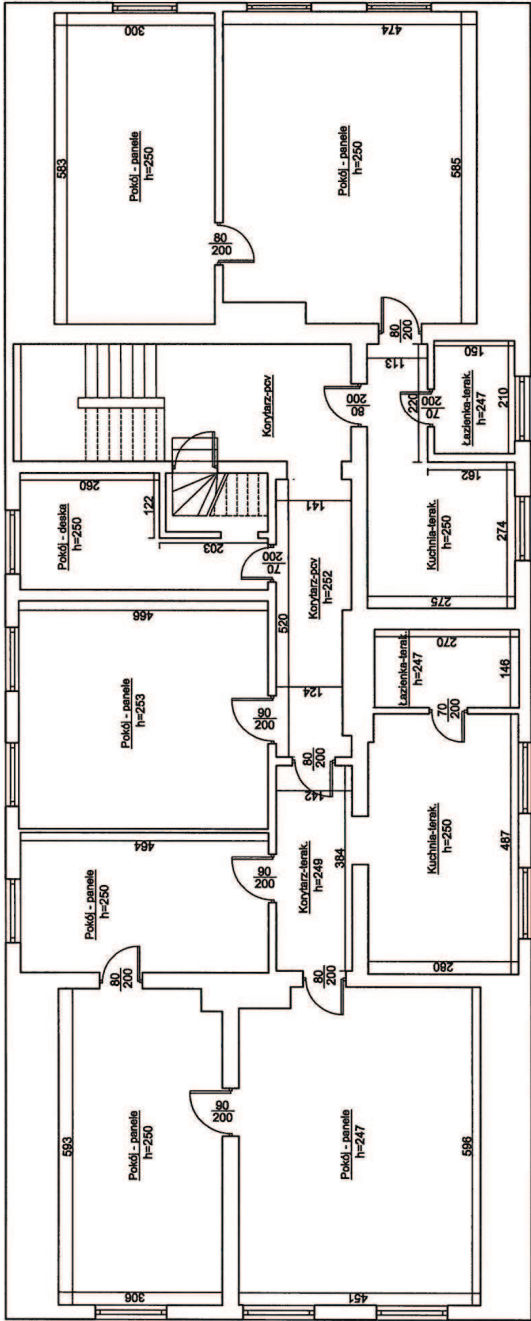 300
583
Pokój - panele
h=250
80
200
474
585
Pokój - panele
h=250
80
200
113
220
80
200
70
200
150
210
Łazienka-terak.
h=247
Korytarz-pcv
260
Pokój - deska
h=250
122
203
70
200
141
Korytarz-pcv
h=252
520
124
162
274
Kuchnia-terak.
h=250
275
466
Pokój - panele
h=253
90
200
80
200
270
146
Łazienka-terak.
h=247
70
200
464
Pokój - panele
h=250
90
200
142
384
Korytarz-terak.
h=249
Kuchnia-terak.
h=250
487
280
80
200
80
200
593
Pokój - panele
h=250
306
90
200
Pokój - panele
h=247
596
451